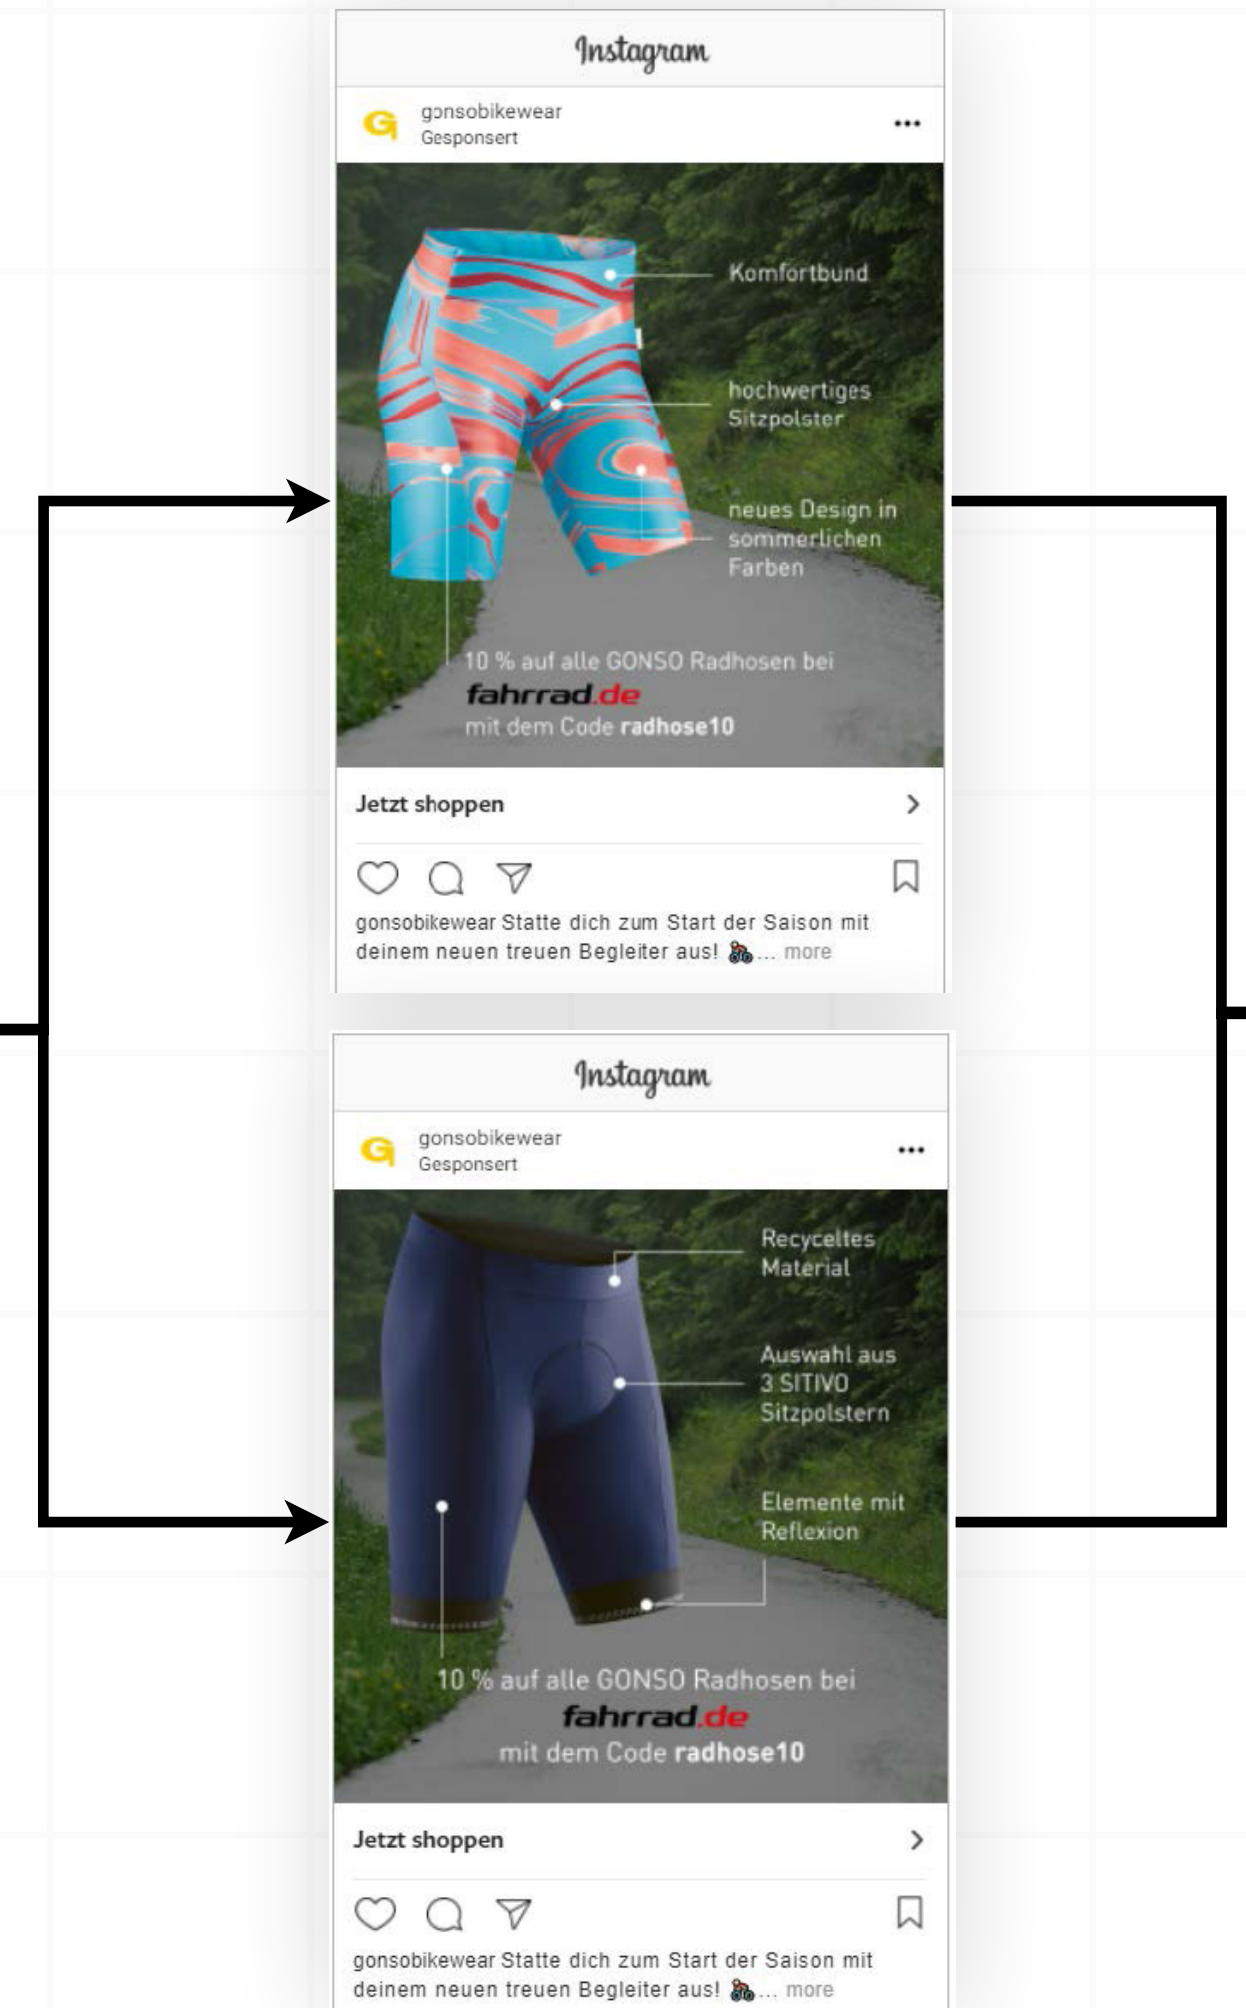 Instagram
gonsobikewear
Gesponsert
Komfortbund
hochwertiges
Sitzpolster
neues Design in
sommerlichen
Farben
10 % auf alle GONSO Radhosen bei
fahrrad.de
mit dem Code radhose10
Jetzt shoppen
gonsobikewear Statte dich zum Start der Saison mit
deinem neuen treuen Begleiter aus! 🚴... more
Instagram
gonsobikewear
Gesponsert
Recyceltes
Material
Auswahl aus
3 SITIVO
Sitzpolstern
Elemente mit
Reflexion
10 % auf alle GONSO Radhosen bei
fahrrad.de
mit dem Code radhose10
Jetzt shoppen
gonsobikewear Statte dich zum Start der Saison mit
deinem neuen treuen Begleiter aus! 🚴... more